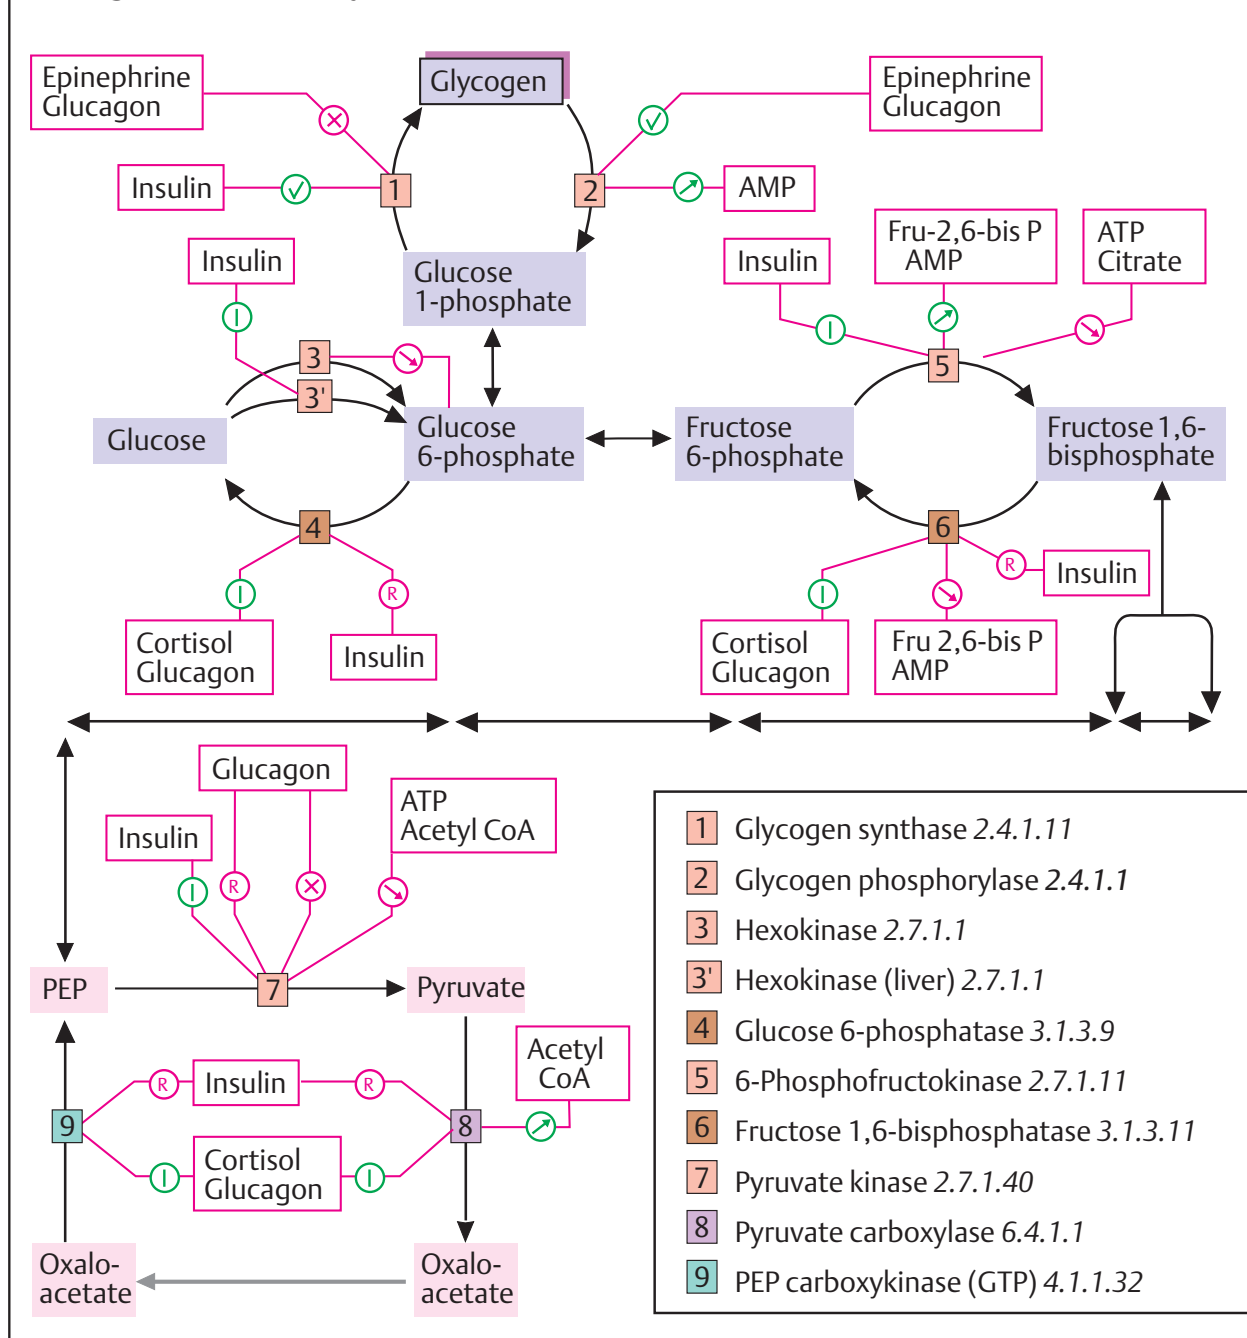 Epinephrine
Glucagon
Glycogen
Epinephrine
Glucagon
Insulin
1
2
AMP
Insulin
Glucose
1-phosphate
Insulin
Fru-2,6-bis P
AMP
ATP
Citrate
3
3'
5
Glucose
Glucose
6-phosphate
Fructose
6-phosphate
Fructose 1,6-
bisphosphate
4
6
R
R
Insulin
Cortisol
Glucagon
Insulin
Cortisol
Glucagon
Fru 2,6-bis P
AMP
Glucagon
ATP
Acetyl CoA
Insulin
R
PEP
7
Pyruvate
Acetyl
CoA
R
Insulin
R
9
8
Cortisol
Glucagon
Oxalo-
acetate
Oxalo-
acetate
1 Glycogen synthase 2.4.1.11
2 Glycogen phosphorylase 2.4.1.1
3 Hexokinase 2.7.1.1
3' Hexokinase (liver) 2.7.1.1
4 Glucose 6-phosphatase 3.1.3.9
5 6-Phosphofructokinase 2.7.1.11
6 Fructose 1,6-bisphosphatase 3.1.3.11
7 Pyruvate kinase 2.7.1.40
8 Pyruvate carboxylase 6.4.1.1
9 PEP carboxykinase (GTP) 4.1.1.32